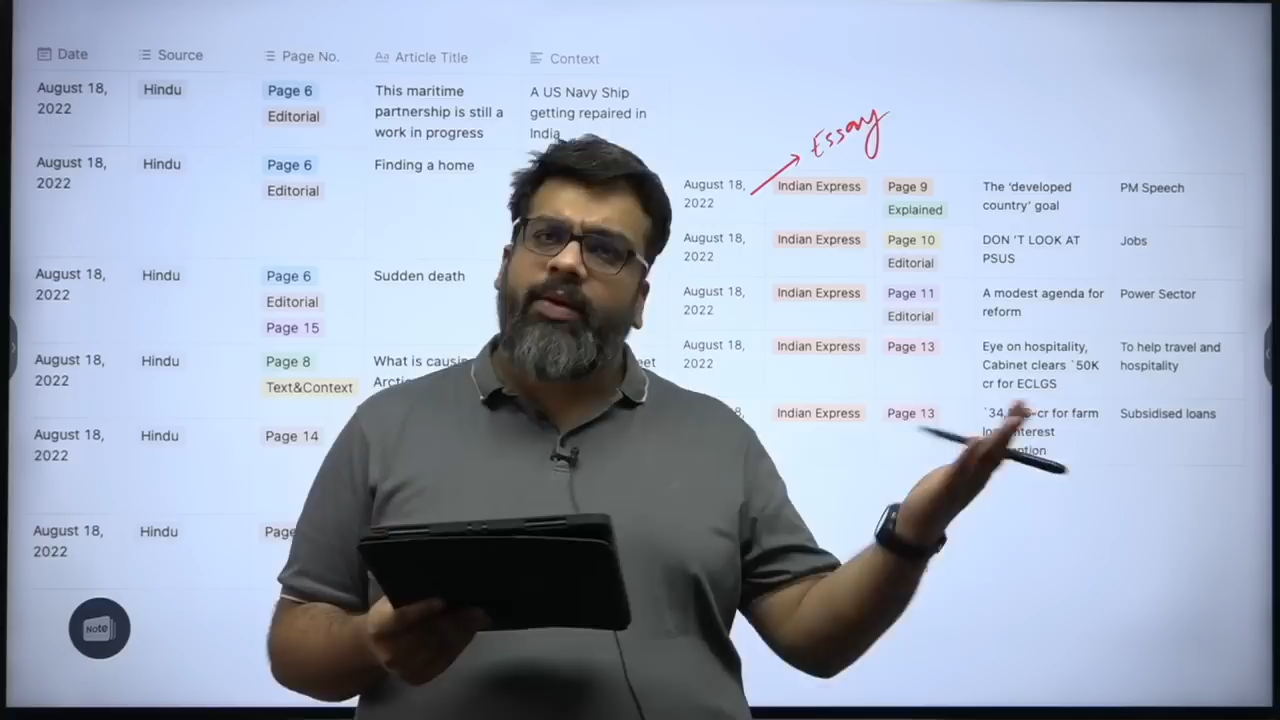 Date Source Page No. Article Title Context
August 18, Hindu Page 6 This maritime A US Navy Ship
2022 Editorial partnership is still a getting repaired in
work in progress India
August 18, Hindu Page 6 Finding a home
2022 Editorial
August 18, Hindu Page 6 Sudden death
2022 Editorial
Page 15
August 18, Hindu Page 8 What is
2022 Text&Context
August 18, Hindu Page 14
2022
August 18, Hindu Page
2022
Note
Essay
August 18, Indian Express Page 9 The ‘developed PM Speech
2022 Explained country’ goal
August 18, Indian Express Page 10 DON ’T LOOK AT Jobs
2022 Editorial PSUS
August 18, Indian Express Page 11 A modest agenda for Power Sector
2022 Editorial reform
August 18, Indian Express Page 13 Eye on hospitality, To help travel and
2022 Cabinet clears `50K hospitality
cr for ECLGS
Indian Express Page 13 cr for farm Subsidised loans